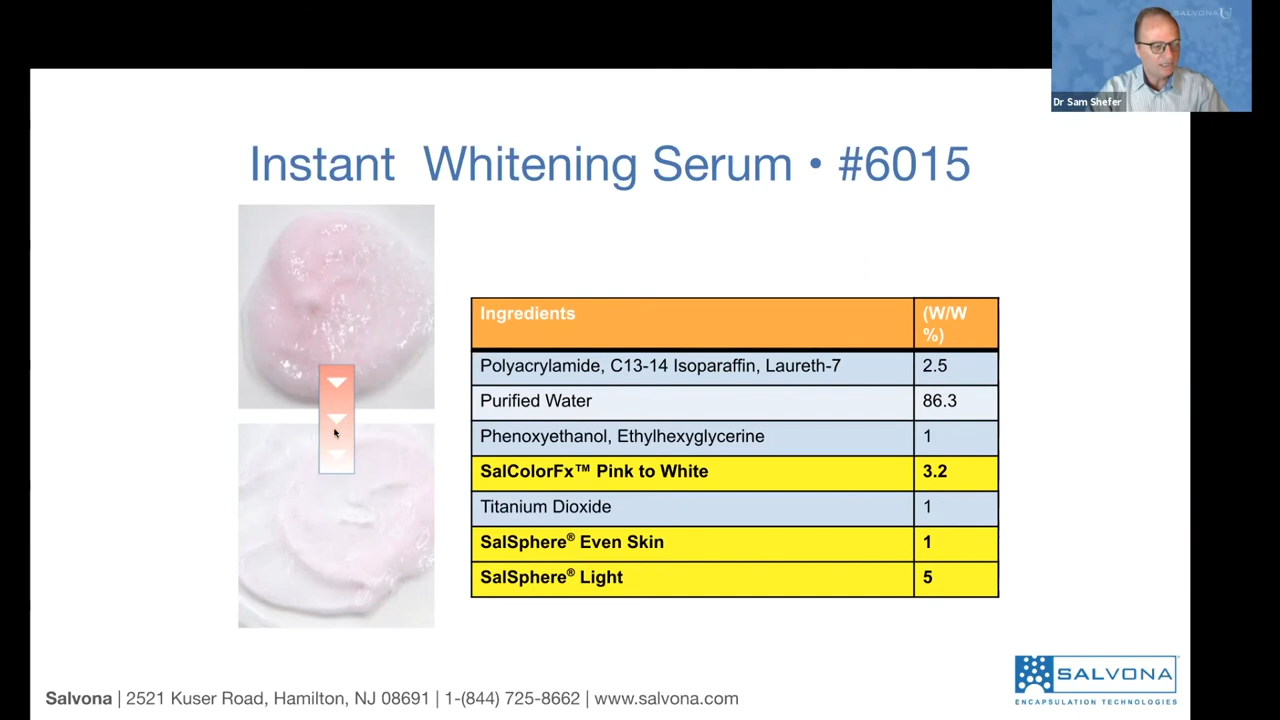 SALVONA
Dr Sam Shefer
Instant Whitening Serum • #6015
Ingredients (W/W %)
Polyacrylamide, C13-14 Isoparaffin, Laureth-7 2.5
Purified Water 86.3
Phenoxyethanol, Ethylhexyglycerine 1
SalColorFx™ Pink to White 3.2
Titanium Dioxide 1
SalSphere® Even Skin 1
SalSphere® Light 5
SALVONA
ENCAPSULATION TECHNOLOGIES
Salvona | 2521 Kuser Road, Hamilton, NJ 08691 | 1-(844) 725-8662 | www.salvona.com